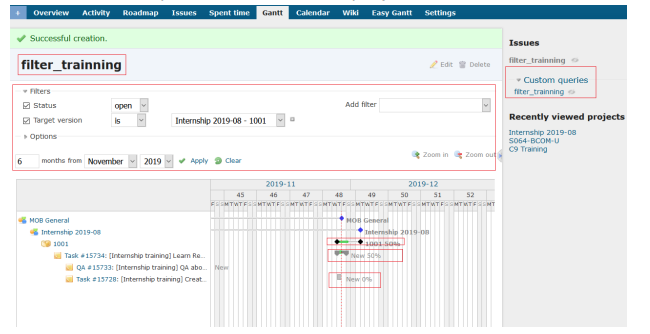 + Overview Activity Roadmap Issues Spent time Gantt Calendar Wiki Easy Gantt Settings
Successful creation.
filter_trainning
Edit Delete
Filters
Status open Add filter
Target version is Internship 2019-08 - 1001
Options
6 months from November 2019 Apply Clear
Zoom in Zoom out
2019-11 2019-12
45 46 47 48 49 50 51 52
MOB General
Internship 2019-08
1001
Task #15734: [Internship training] Learn Re...
QA #15733: [Internship training] QA abo...
Task #15728: [Internship training] Creat...
MOB General
Internship 2019-08
1001 50%
New 50%
New
New 0%
Issues
filter_trainning
Custom queries
filter_trainning
Recently viewed projects
Internship 2019-08
S064-BCOM-U
C9 Training